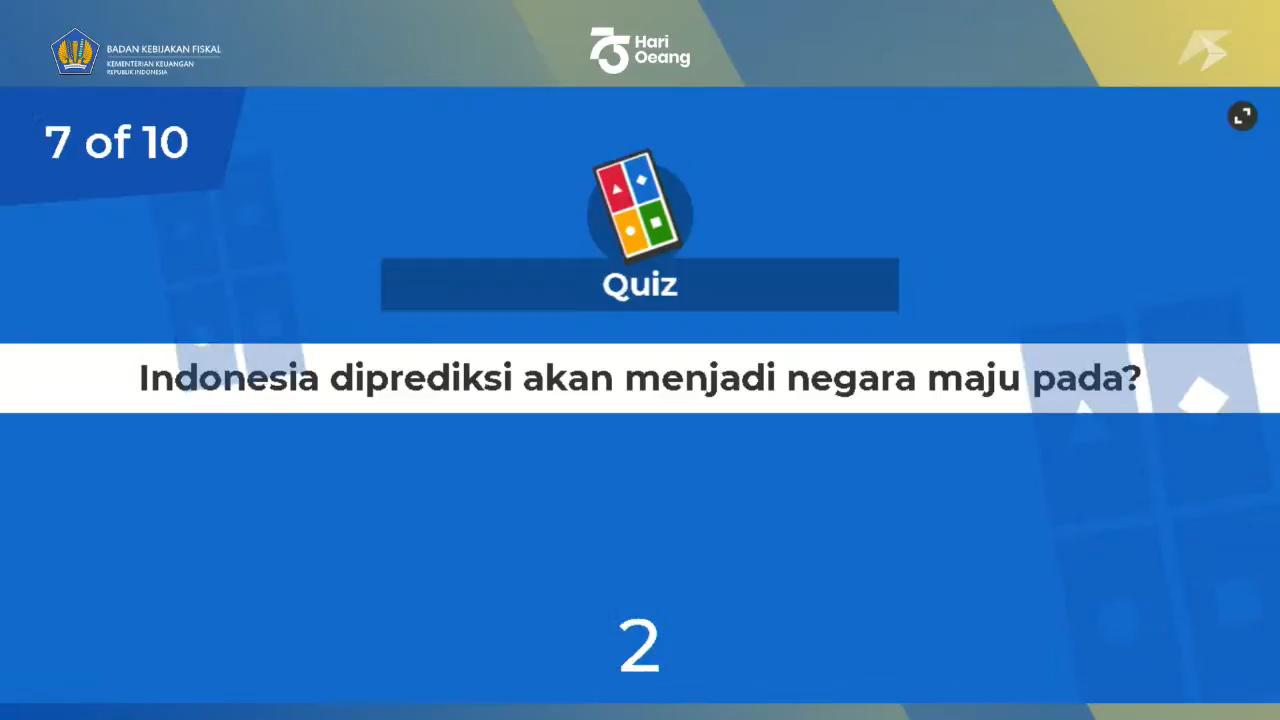 BADAN KEBIJAKAN FISKAL
KEMENTERIAN KEUANGAN
REPUBLIK INDONESIA
75 Hari
Oeang
7 of 10
Quiz
Indonesia diprediksi akan menjadi negara maju pada?
2